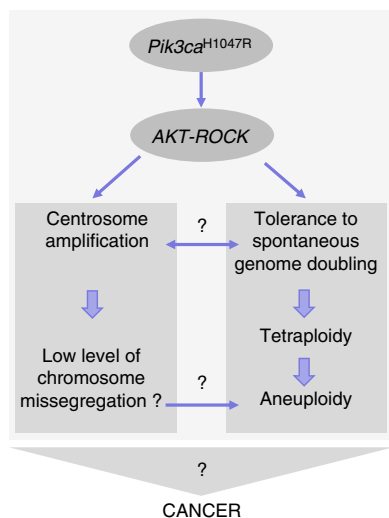 Pik3caH1047R
AKT-ROCK
Centrosome
amplification
?
Tolerance to
spontaneous
genome doubling
Tetraploidy
Low level of
chromosome
missegregation ?
?
Aneuploidy
?
CANCER